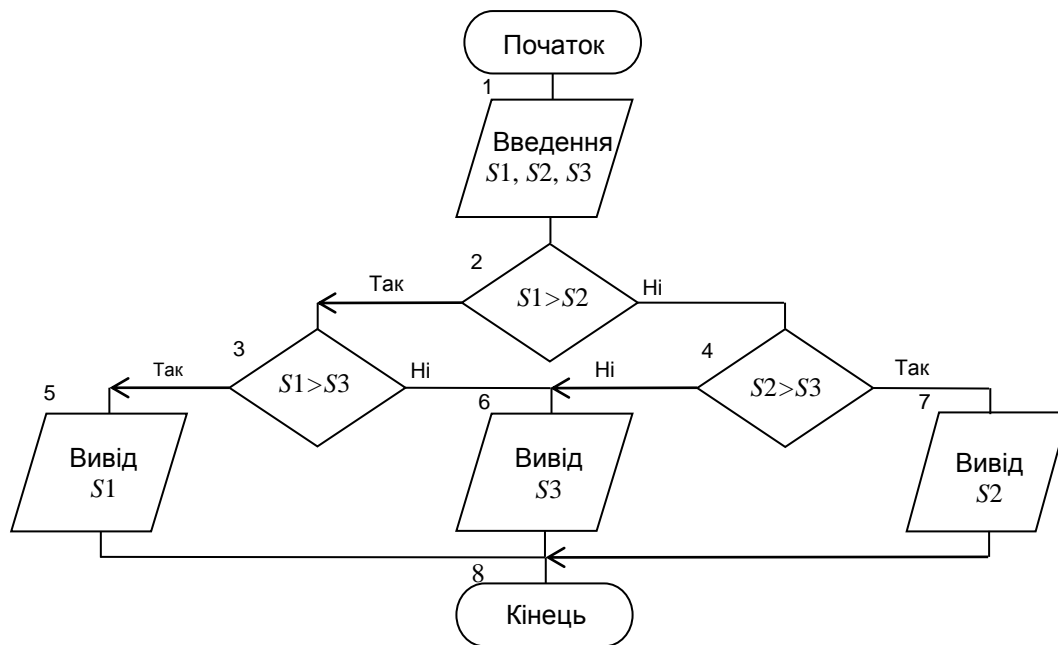 Початок
1
Введення
S1, S2, S3
2
Так
S1>S2
Ні
3
Так
S1>S3
Ні
4
Ні
S2>S3
Так
5
Вивід
S1
6
Вивід
S3
7
Вивід
S2
8
Кінець